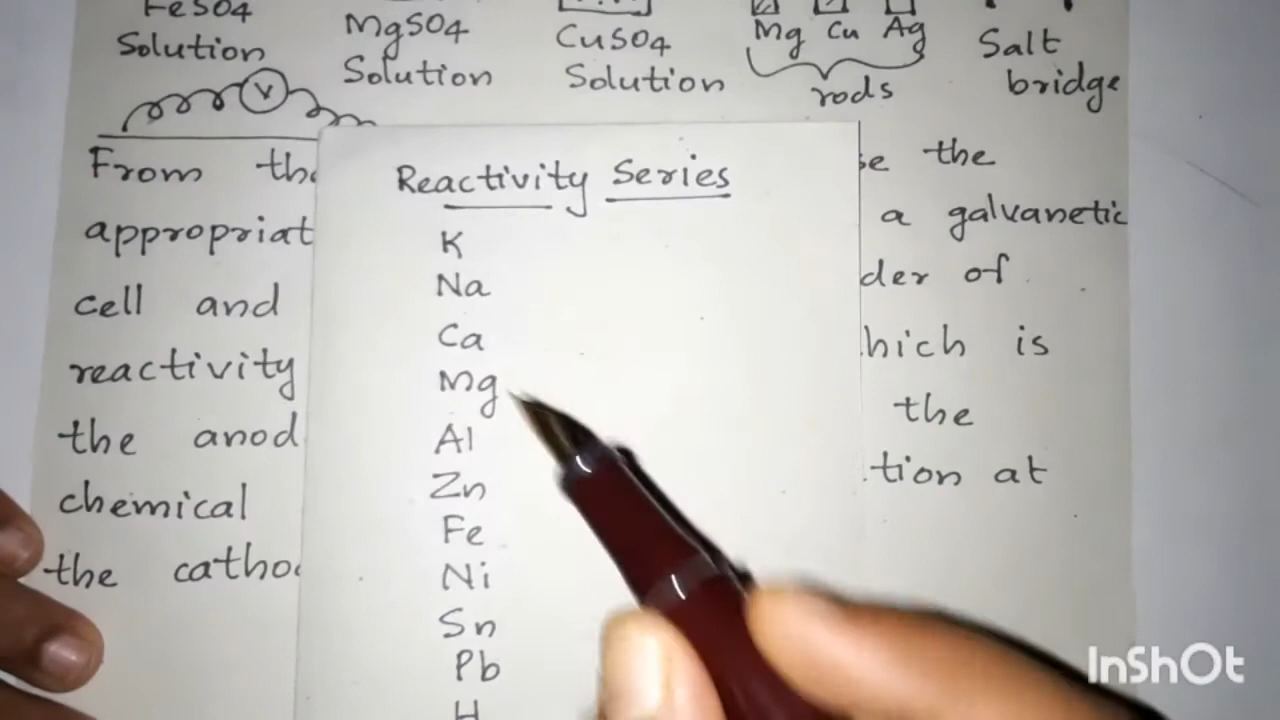 FeSO4 MgSO4 CuSO4 Mg Cu Ag Salt
Solution Solution Solution rods bridge
V
From the
appropriat
cell and
reactivity
the anod
chemical
the catho
Reactivity Series
K
Na
Ca
Mg
Al
Zn
Fe
Ni
Sn
Pb
H
se the
a galvanetic
der of
hich is
the
tion at
InShOt